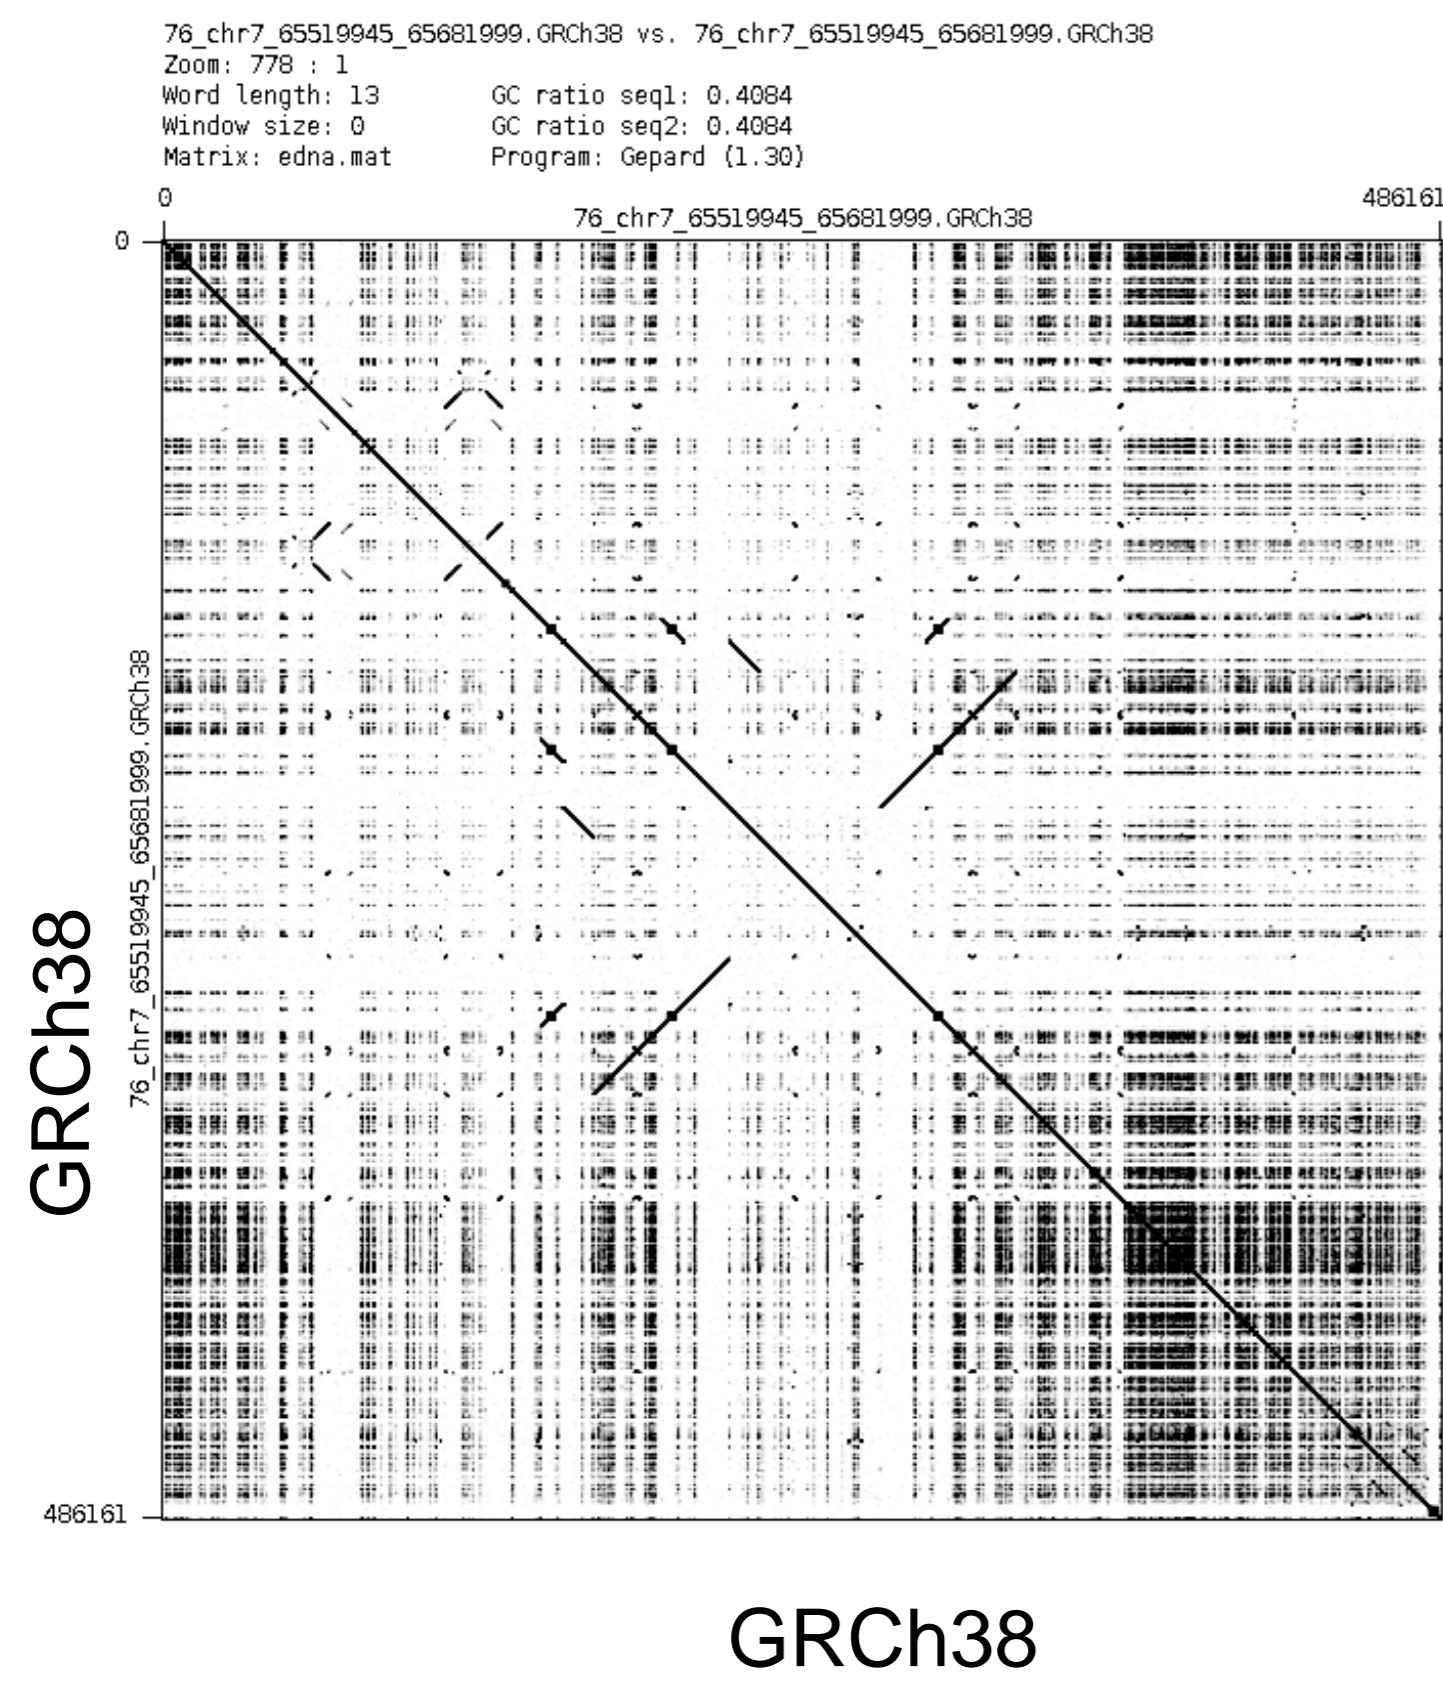 76_chr7_65519945_65681999.GRCh38 vs. 76_chr7_65519945_65681999.GRCh38
Zoom: 778 : 1
Word length: 13 GC ratio seq1: 0.4084
Window size: 0 GC ratio seq2: 0.4084
Matrix: edna.mat Program: Gepard (1.30)
0 486161
76_chr7_65519945_65681999.GRCh38
0
76_chr7_65519945_65681999.GRCh38
GRCh38
486161
GRCh38